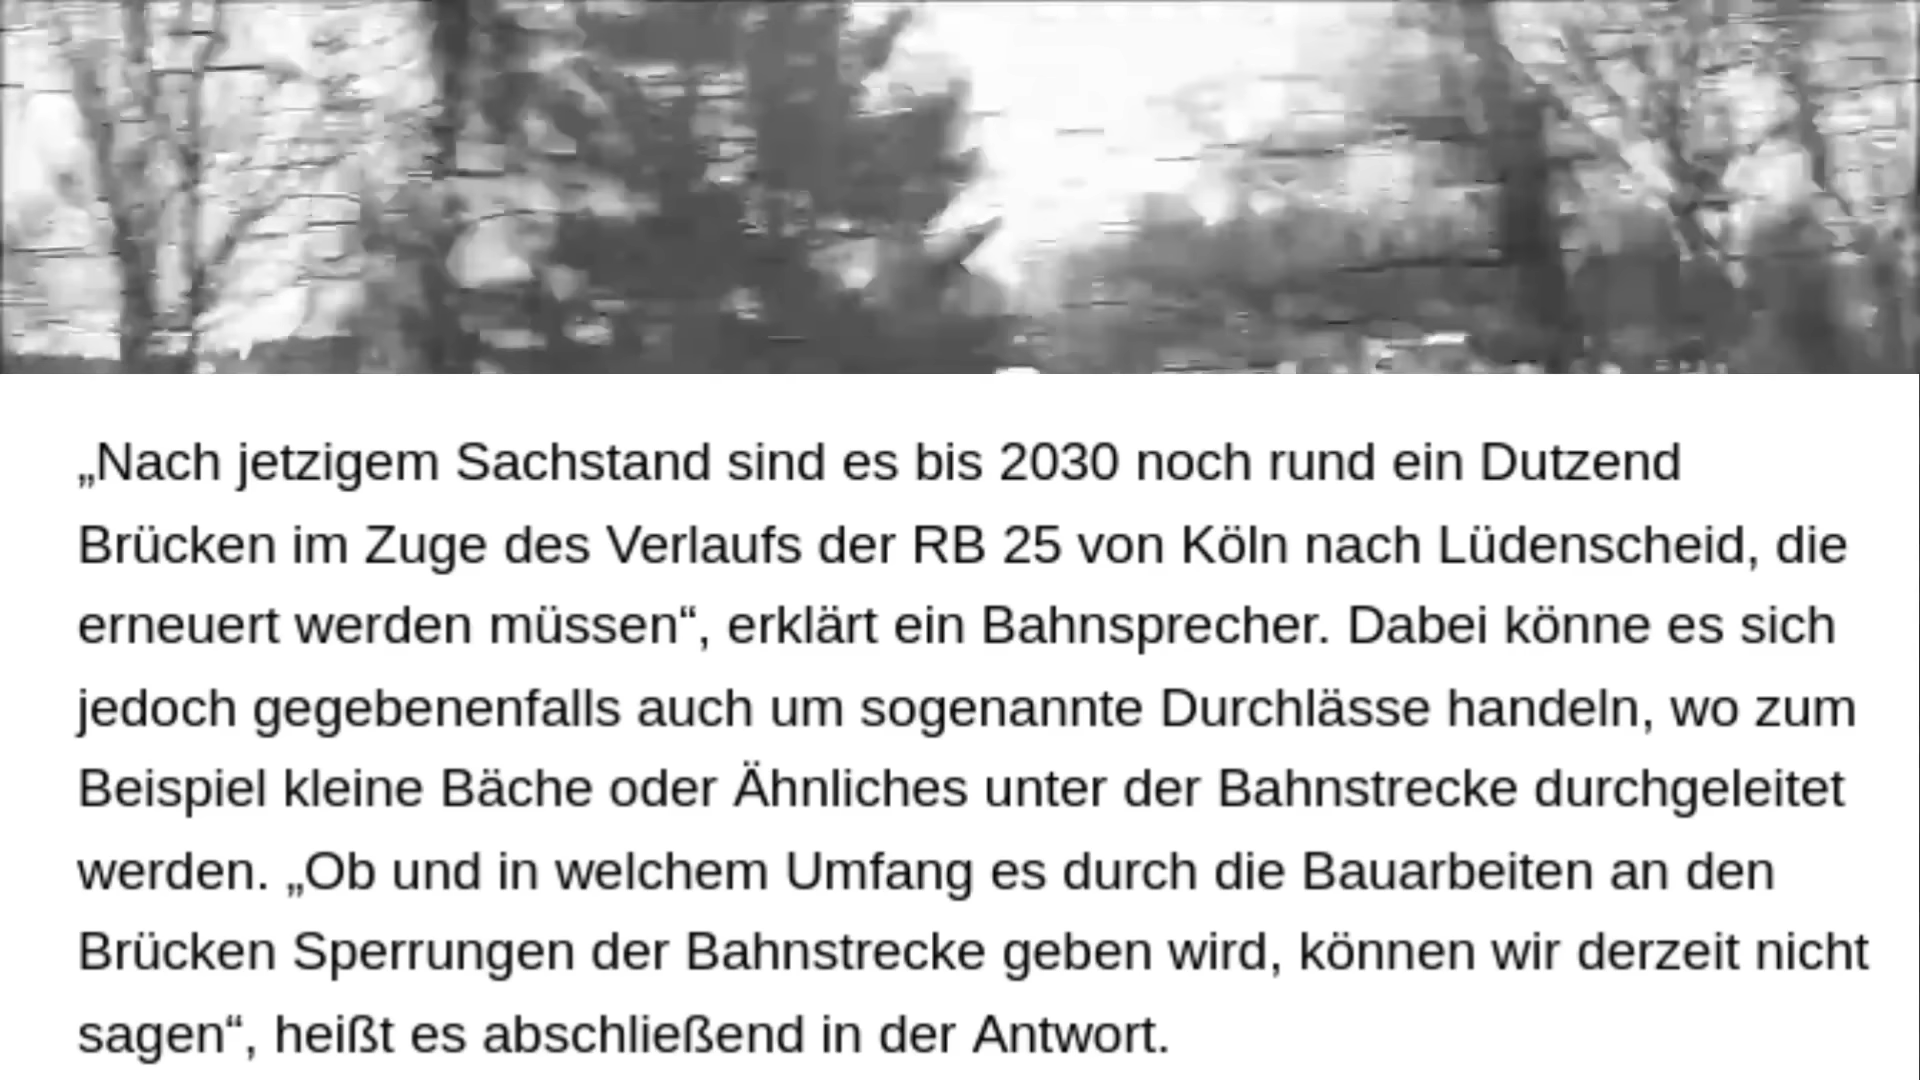 „Nach jetzigem Sachstand sind es bis 2030 noch rund ein Dutzend
Brücken im Zuge des Verlaufs der RB 25 von Köln nach Lüdenscheid, die
erneuert werden müssen“, erklärt ein Bahnsprecher. Dabei könne es sich
jedoch gegebenenfalls auch um sogenannte Durchlässe handeln, wo zum
Beispiel kleine Bäche oder Ähnliches unter der Bahnstrecke durchgeleitet
werden. „Ob und in welchem Umfang es durch die Bauarbeiten an den
Brücken Sperrungen der Bahnstrecke geben wird, können wir derzeit nicht
sagen“, heißt es abschließend in der Antwort.